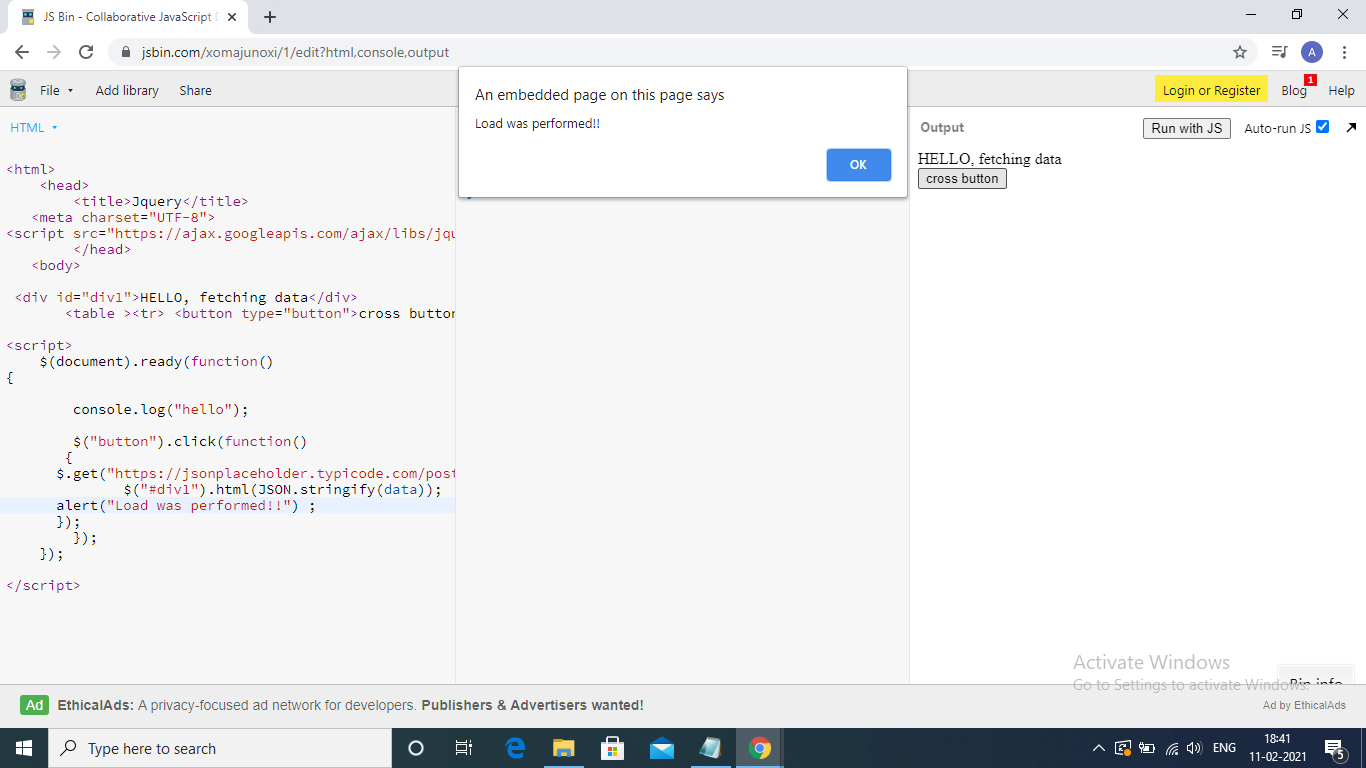 JS Bin - Collaborative JavaScript
jsbin.com/xomajunoxi/1/edit?html,console,output
A
File Add library Share
Login or Register Blog 1 Help
An embedded page on this page says
Load was performed!!
OK
HTML
Output Run with JS Auto-run JS
HELLO, fetching data
cross button
<html>
<head>
<title>Jquery</title>
<meta charset="UTF-8">
<script src="https://ajax.googleapis.com/ajax/libs/jqu
</head>
<body>
<div id="div1">HELLO, fetching data</div>
<table ><tr> <button type="button">cross button
<script>
$(document).ready(function()
{
console.log("hello");
$("button").click(function()
{
$.get("https://jsonplaceholder.typicode.com/post
$("#div1").html(JSON.stringify(data));
alert("Load was performed!!") ;
});
});
});
</script>
Activate Windows
Go to Settings to activate Windows.
Bin info
Ad EthicalAds: A privacy-focused ad network for developers. Publishers & Advertisers wanted!
Ad by EthicalAds
Type here to search
ENG
18:41
11-02-2021
5